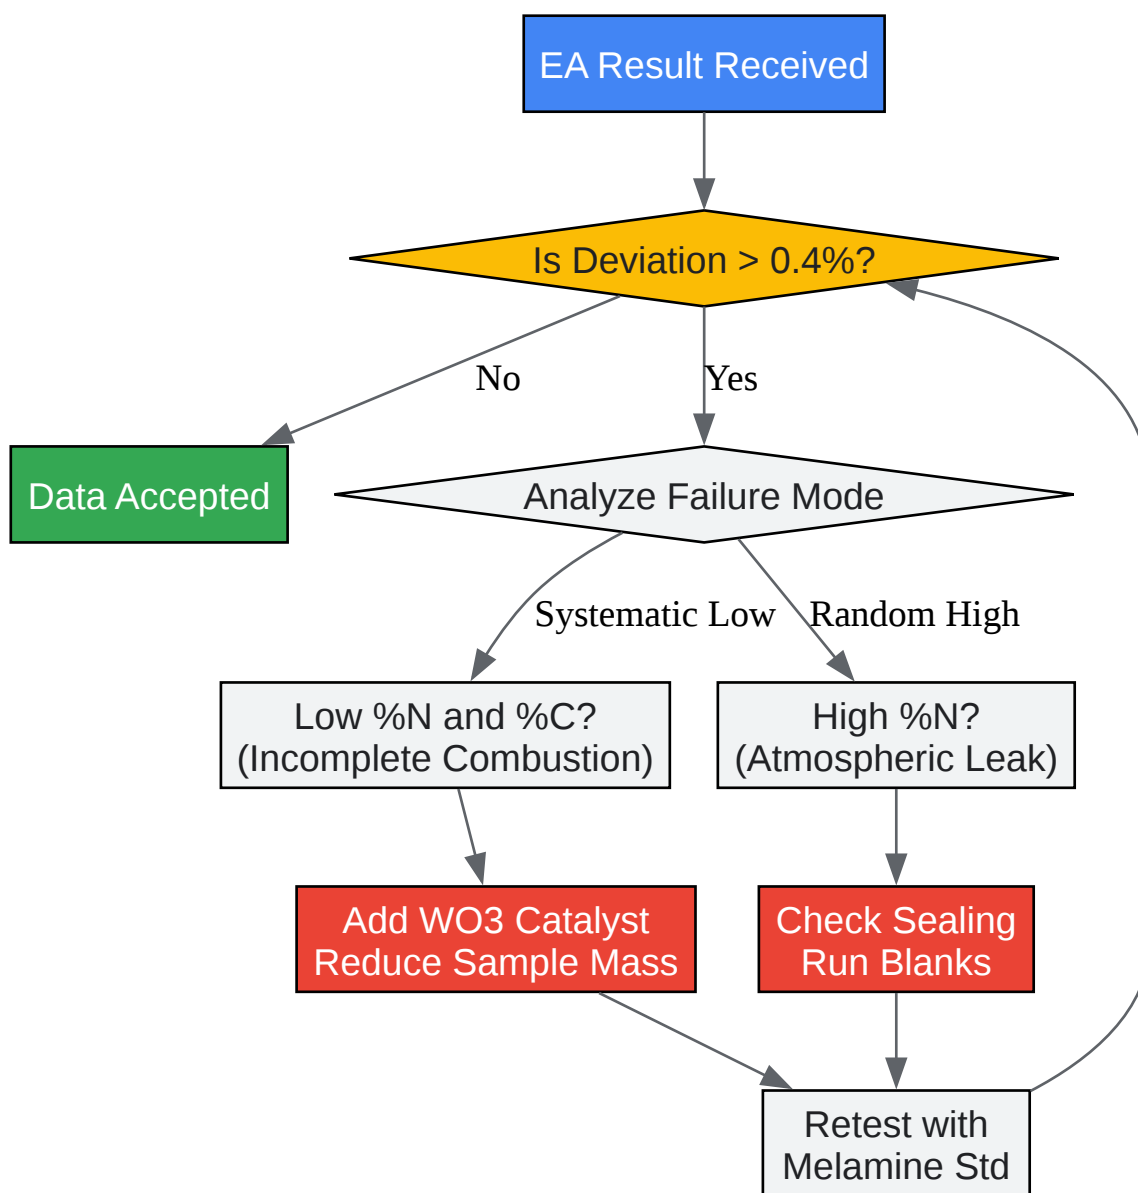 EA Result Received
Is Deviation > 0.4%?
No
Yes
Data Accepted
Analyze Failure Mode
Systematic Low
Random High
Low %N and %C?
(Incomplete Combustion)
High %N?
(Atmospheric Leak)
Add WO3 Catalyst
Reduce Sample Mass
Check Sealing
Run Blanks
Retest with
Melamine Std